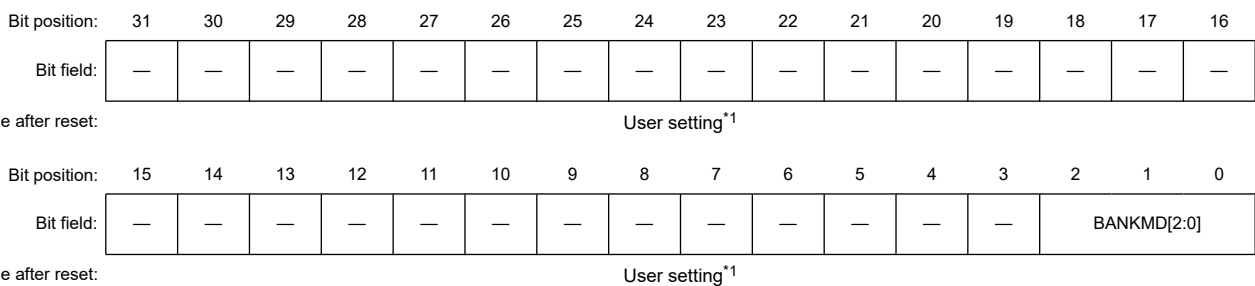 Bit position: 31 30 29 28 27 26 25 24 23 22 21 20 19 18 17 16
Bit field: — — — — — — — — — — — — — — — —
e after reset: User setting*1
Bit position: 15 14 13 12 11 10 9 8 7 6 5 4 3 2 1 0
Bit field: — — — — — — — — — — — — — BANKMD[2:0]
e after reset: User setting*1